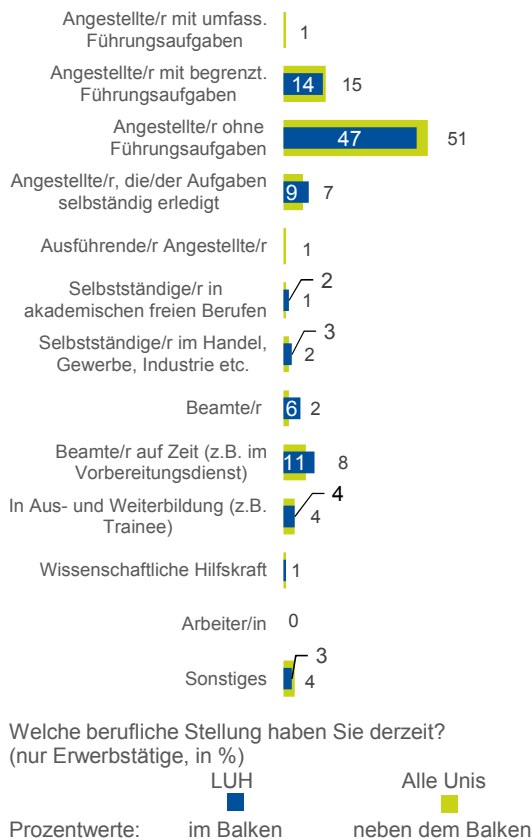 Angestellte/r mit umfass.
Führungsaufgaben
1
Angestellte/r mit begrenzt.
Führungsaufgaben
14 15
Angestellte/r ohne
Führungsaufgaben
47 51
Angestellte/r, die/der Aufgaben
selbständig erledigt
9 7
Ausführende/r Angestellte/r
1
Selbstständige/r in
akademischen freien Berufen
2
1
Selbstständige/r im Handel,
Gewerbe, Industrie etc.
3
2
Beamte/r
6 2
Beamte/r auf Zeit (z.B. im
Vorbereitungsdienst)
11 8
In Aus- und Weiterbildung (z.B.
Trainee)
4
4
Wissenschaftliche Hilfskraft
1
Arbeiter/in
0
Sonstiges
3
4
Welche berufliche Stellung haben Sie derzeit?
(nur Erwerbstätige, in %)
LUH Alle Unis
Prozentwerte: im Balken neben dem Balken